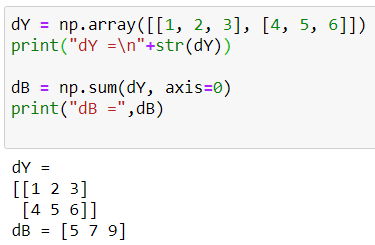 dY = np.array([[1, 2, 3], [4, 5, 6]])
print("dY =\n"+str(dY))
dB = np.sum(dY, axis=0)
print("dB =",dB)
dY =
[[1 2 3]
 [4 5 6]]
dB = [5 7 9]